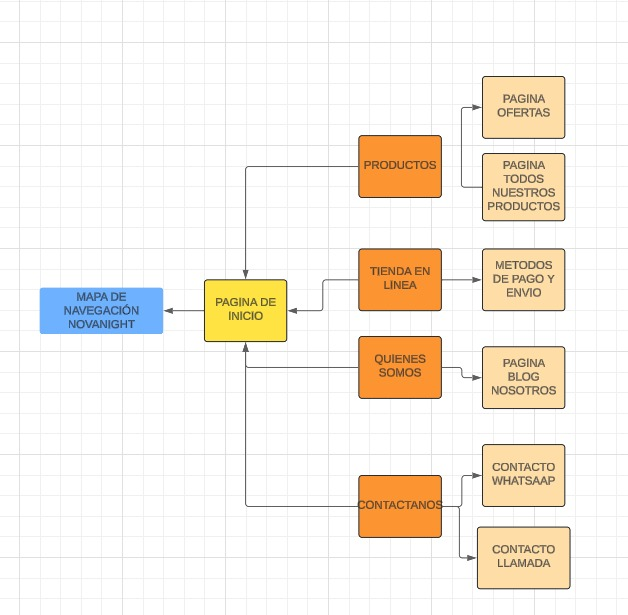 MAPA DE
NAVEGACIÓN
NOVANIGHT
PAGINA DE
INICIO
PRODUCTOS
PAGINA
OFERTAS
PAGINA
TODOS
NUESTROS
PRODUCTOS
TIENDA EN
LINEA
METODOS
DE PAGO Y
ENVIO
QUIENES
SOMOS
PAGINA
BLOG
NOSOTROS
CONTACTANOS
CONTACTO
WHATSAAP
CONTACTO
LLAMADA